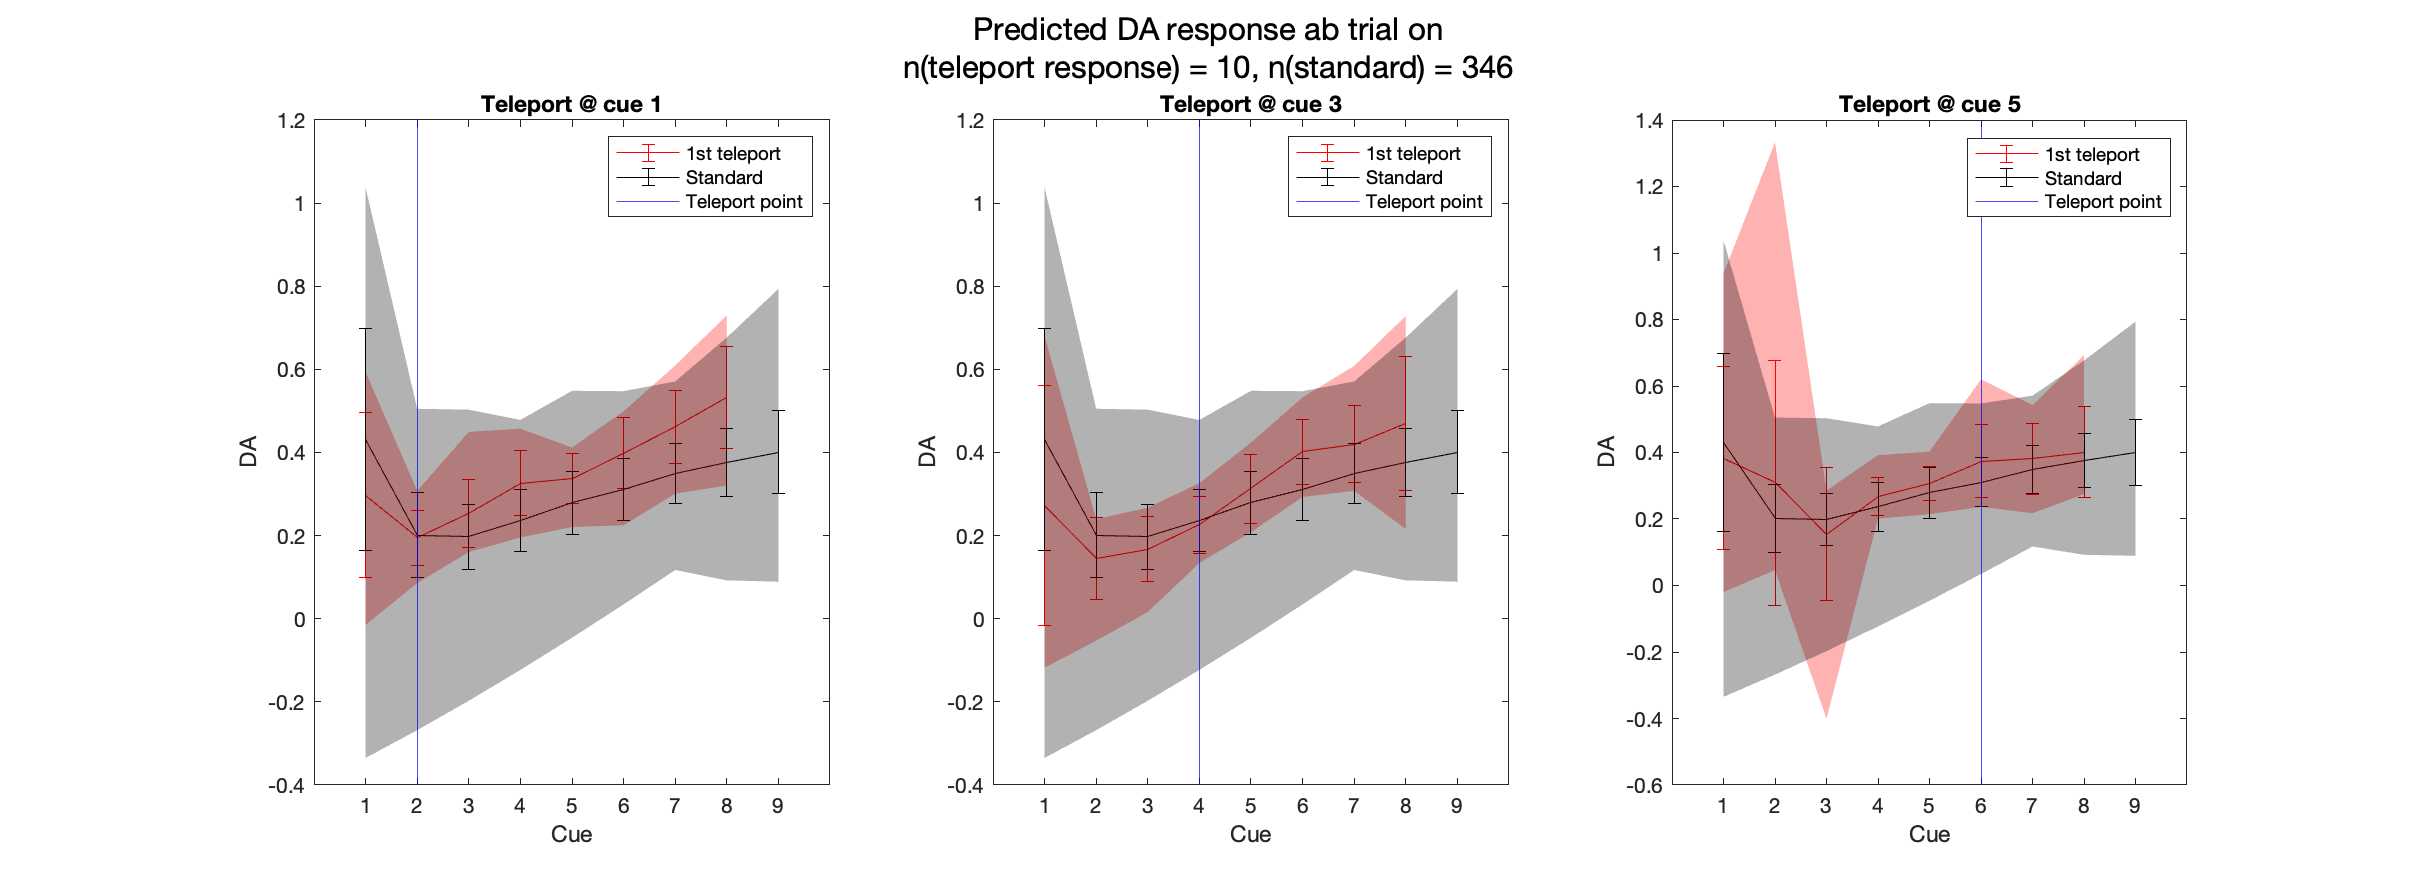 Predicted DA response ab trial on
n(teleport response) = 10, n(standard) = 346
Teleport @ cue 1
1.2
1
0.8
0.6
0.4
0.2
0
-0.2
-0.4
DA
1 2 3 4 5 6 7 8 9
Cue
1st teleport
Standard
Teleport point
Teleport @ cue 3
1.2
1
0.8
0.6
0.4
0.2
0
-0.2
-0.4
DA
1 2 3 4 5 6 7 8 9
Cue
1st teleport
Standard
Teleport point
Teleport @ cue 5
1.4
1.2
1
0.8
0.6
0.4
0.2
0
-0.2
-0.4
-0.6
DA
1 2 3 4 5 6 7 8 9
Cue
1st teleport
Standard
Teleport point